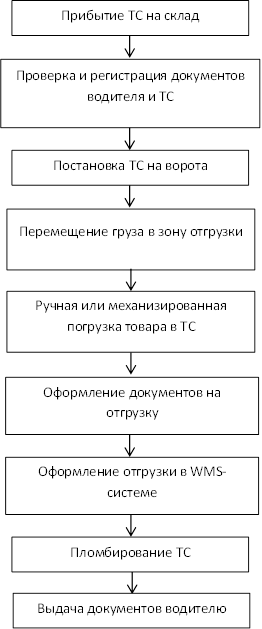 Прибытие ТС на склад
Проверка и регистрация документов
водителя и ТС
Постановка ТС на ворота
Перемещение груза в зону отгрузки
Ручная или механизированная
погрузка товара в ТС
Оформление документов на
отгрузку
Оформление отгрузки в WMS-
системе
Пломбирование ТС
Выдача документов водителю